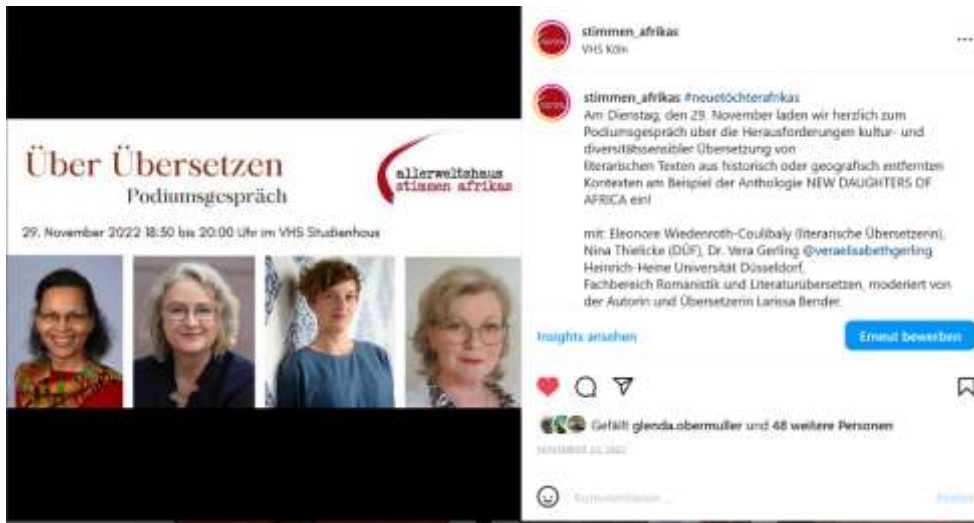 Über Übersetzen
Podiumsgespräch
allerweltshaus
stimmen afrikas
29. November 2022 18:30 bis 20:00 Uhr im VHS Studienhaus
stimmen_afrikas
VHS Köln
stimmen_afrikas #neuetöchterafrikas
Am Dienstag, den 29. November laden wir herzlich zum
Podiumsgespräch über die Herausforderungen kultur- und
diversitätssensibler Übersetzung von
literarischen Texten aus historisch oder geografisch entfernten
Kontexten am Beispiel der Anthologie NEW DAUGHTERS OF
AFRICA ein!
mit: Eleonore Wiedenroth-Coulibaly (literarische Übersetzerin),
Nina Thielicke (DÜF), Dr. Vera Gerling @veraelisabethgerling
Heinrich-Heine Universität Düsseldorf,
Fachbereich Romanistik und Literaturübersetzen, moderiert von
der Autorin und Übersetzerin Larissa Bender.
Insights ansehen
Erneut bewerben
Gefällt glenda.obermuller und 48 weitere Personen
NOVEMBER 2022
Kommentieren ...
Posten